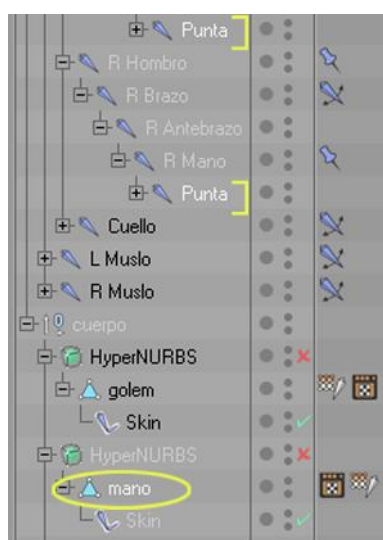 Punta
R Hombro
R Brazo
R Antebrazo
R Mano
Punta
Cuello
L Muslo
R Muslo
cuerpo
HyperNURBS
golem
Skin
HyperNURBS
mano
Skin